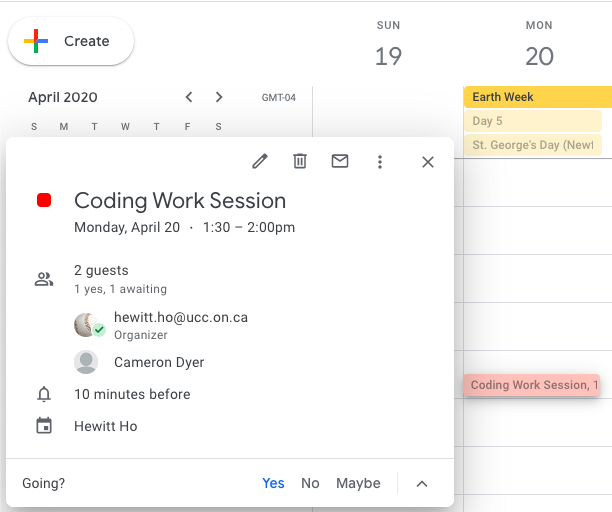 Create
SUN
MON
19
20
April 2020
GMT-04
Earth Week
S M T W T F S
Day 5
St. George's Day (Newf
Coding Work Session
Monday, April 20 · 1:30 – 2:00pm
2 guests
1 yes, 1 awaiting
hewitt.ho@ucc.on.ca
Organizer
Cameron Dyer
10 minutes before
Hewitt Ho
Coding Work Session, 1
Going?
Yes No Maybe